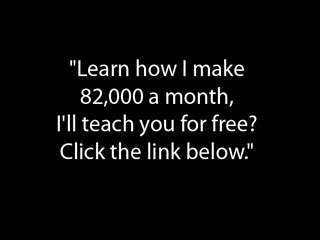 "Learn how I make
82,000 a month,
I'll teach you for free?
Click the link below."